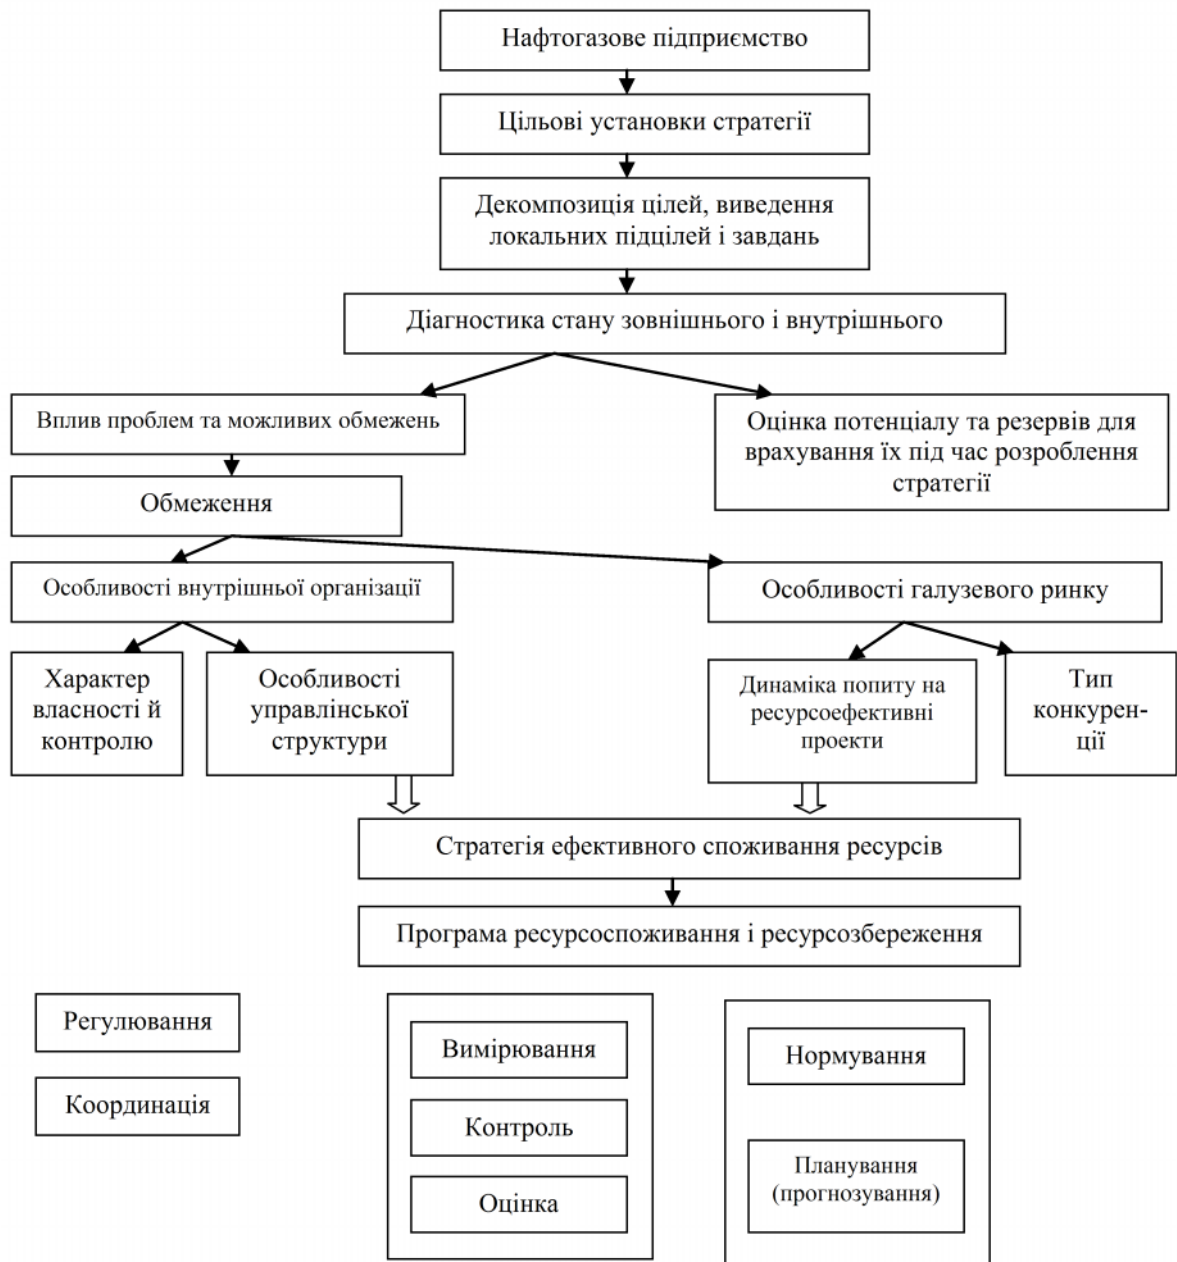 Нафтогазове підприємство
Цільові установки стратегії
Декомпозиція цілей, виведення
локальних підцілей і завдань
Діагностика стану зовнішнього і внутрішнього
Вплив проблем та можливих обмежень
Оцінка потенціалу та резервів для
врахування їх під час розроблення
стратегії
Обмеження
Особливості внутрішньої організації
Особливості галузевого ринку
Характер
власності й
контролю
Особливості
управлінської
структури
Динаміка попиту на
ресурсоефективні
проекти
Тип
конкурен-
ції
Стратегія ефективного споживання ресурсів
Програма ресурсоспоживання і ресурсозбереження
Регулювання
Координація
Вимірювання
Контроль
Оцінка
Нормування
Планування
(прогнозування)